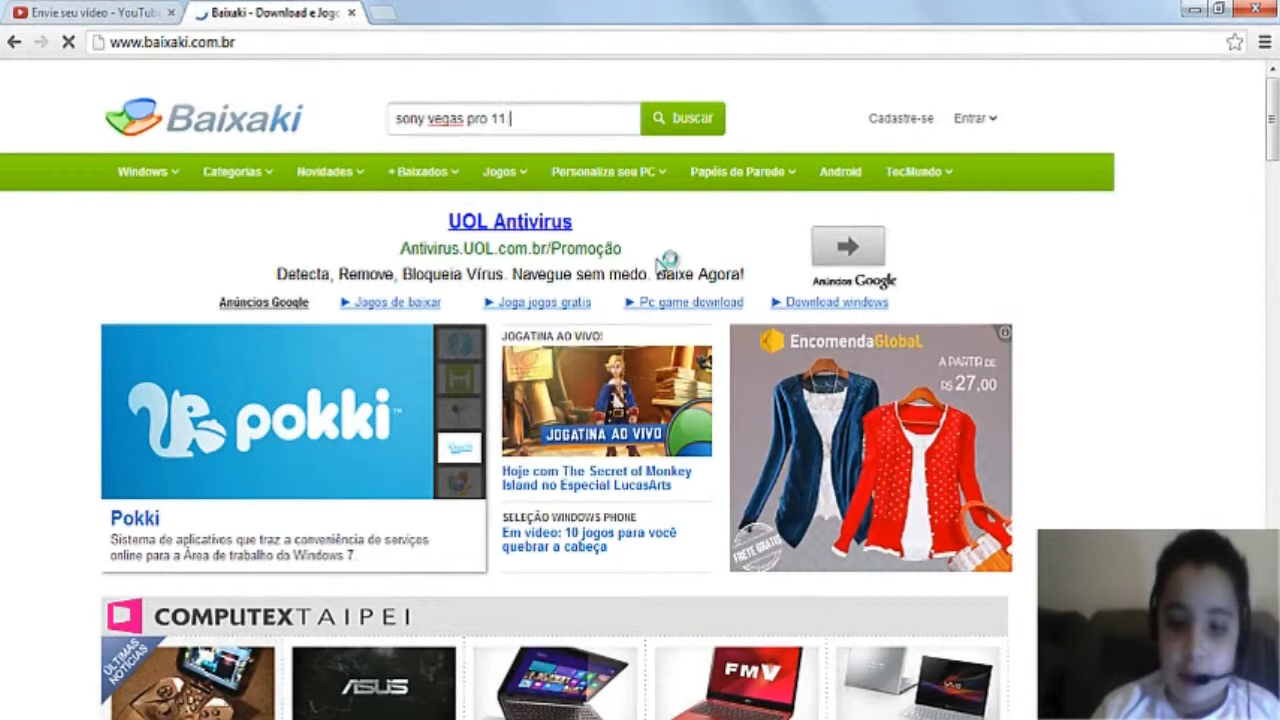 Envie seu vídeo - YouTub
Baixaki - Download e Jogo
www.baixaki.com.br
Baixaki
sony vegas pro 11
buscar
Cadastre-se
Entrar
Windows
Categorias
Novidades
+ Baixados
Jogos
Personalize seu PC
Papéis de Parede
Android
TecMundo
UOL Antivirus
Antivirus.UOL.com.br/Promoção
Detecta, Remove, Bloqueia Vírus. Navegue sem medo. Baixe Agora!
Anúncios Google
Anúncios Google
Jogos de baixar
Joga jogos gratis
Pc game download
Download windows
pokki™
Pokki
Sistema de aplicativos que traz a conveniência de serviços
online para a Área de trabalho do Windows 7.
JOGATINA AO VIVO!
JOGATINA AO VIVO
Hoje com The Secret of Monkey
Island no Especial LucasArts
SELEÇÃO WINDOWS PHONE
Em vídeo: 10 jogos para você
quebrar a cabeça
ENCOMENDAGLOBAL
A PARTIR DE
R$ 27,00
FRETE GRATIS
COMPUTEXTAIPEI
ÚLTIMAS
NOTÍCIAS
ASUS
FMV
VAIO